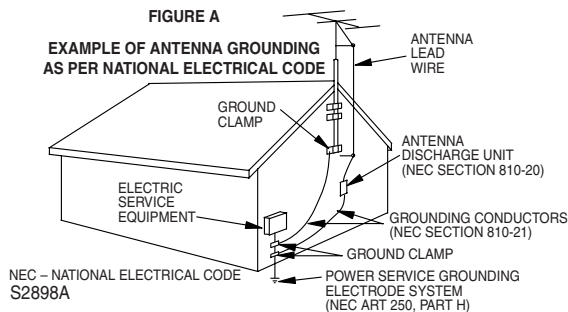 FIGURE A
EXAMPLE OF ANTENNA GROUNDING
AS PER NATIONAL ELECTRICAL CODE
ANTENNA
LEAD
WIRE
GROUND
CLAMP
ANTENNA
DISCHARGE UNIT
(NEC SECTION 810-20)
ELECTRIC
SERVICE
EQUIPMENT
GROUNDING CONDUCTORS
(NEC SECTION 810-21)
GROUND CLAMP
POWER SERVICE GROUNDING
ELECTRODE SYSTEM
(NEC ART 250, PART H)
NEC – NATIONAL ELECTRICAL CODE
S2898A